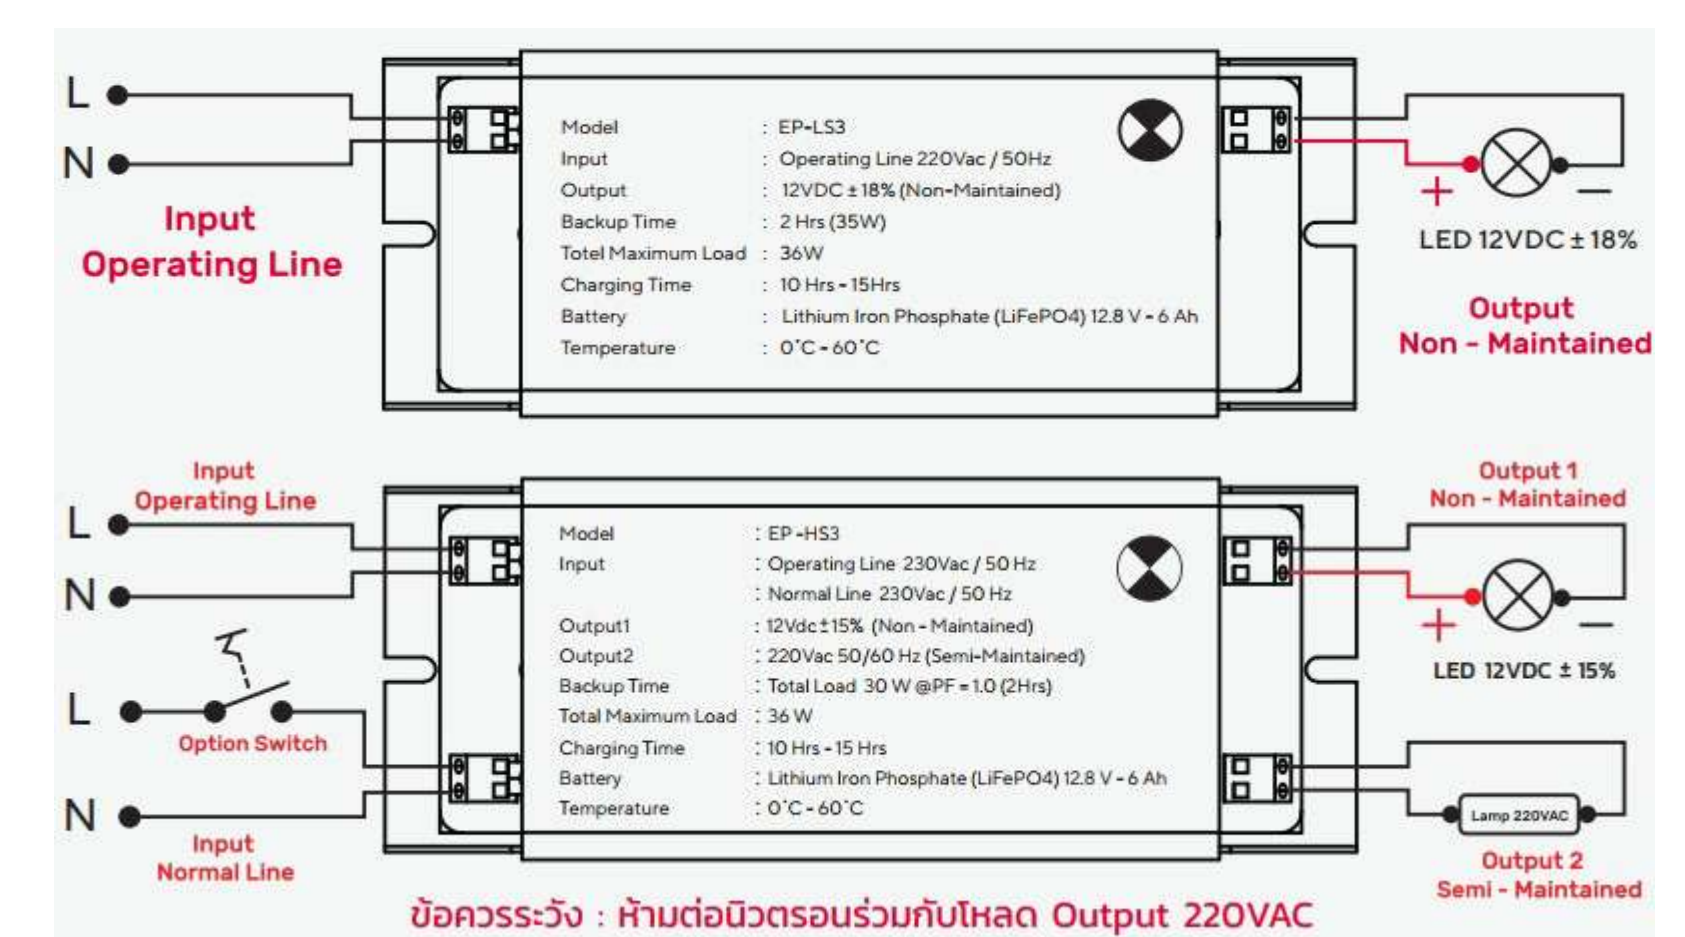 L
N
Input
Operating Line
Model : EP-LS3
Input : Operating Line 220Vac / 50Hz
Output : 12VDC ± 18% (Non-Maintained)
Backup Time : 2 Hrs (35W)
Totel Maximum Load : 36W
Charging Time : 10 Hrs - 15Hrs
Battery : Lithium Iron Phosphate (LiFePO4) 12.8 V - 6 Ah
Temperature : 0°C - 60°C
+ −
LED 12VDC ± 18%
Output
Non - Maintained
Input
Operating Line
L
N
L
Option Switch
N
Input
Normal Line
Model : EP -HS3
Input : Operating Line 230Vac / 50 Hz
: Normal Line 230Vac / 50 Hz
Output1 : 12Vdc±15% (Non - Maintained)
Output2 : 220Vac 50/60 Hz (Semi-Maintained)
Backup Time : Total Load 30 W @PF = 1.0 (2Hrs)
Total Maximum Load : 36 W
Charging Time : 10 Hrs - 15 Hrs
Battery : Lithium Iron Phosphate (LiFePO4) 12.8 V - 6 Ah
Temperature : 0°C - 60°C
Output 1
Non - Maintained
+ −
LED 12VDC ± 15%
Lamp 220VAC
Output 2
Semi - Maintained
ข้อควรระวัง : ห้ามต่อนิวตรอนร่วมกับโหลด Output 220VAC